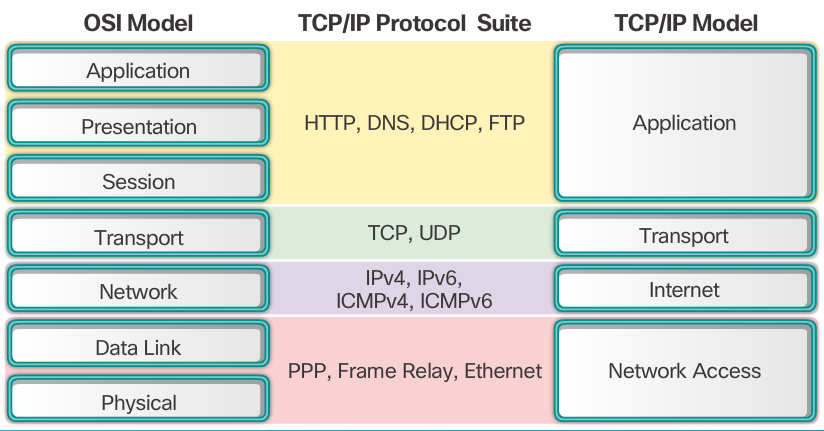 OSI Model
TCP/IP Protocol Suite
TCP/IP Model
Application
Presentation
Session
HTTP, DNS, DHCP, FTP
Application
Transport
TCP, UDP
Transport
Network
IPv4, IPv6,
ICMPv4, ICMPv6
Internet
Data Link
Physical
PPP, Frame Relay, Ethernet
Network Access